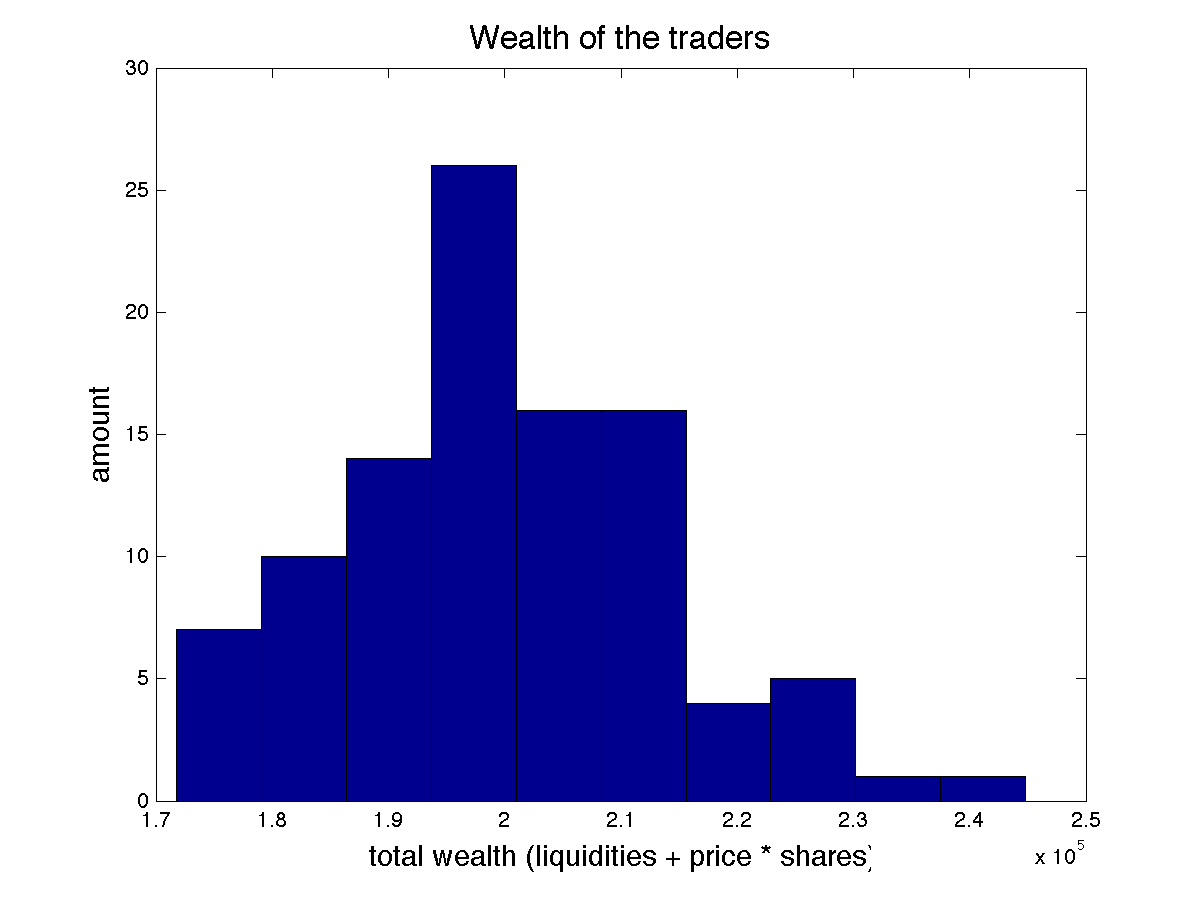 Wealth of the traders
30
25
20
15
10
5
0
amount
1.7 1.8 1.9 2 2.1 2.2 2.3 2.4 2.5
total wealth (liquidities + price * shares)
x 10^5